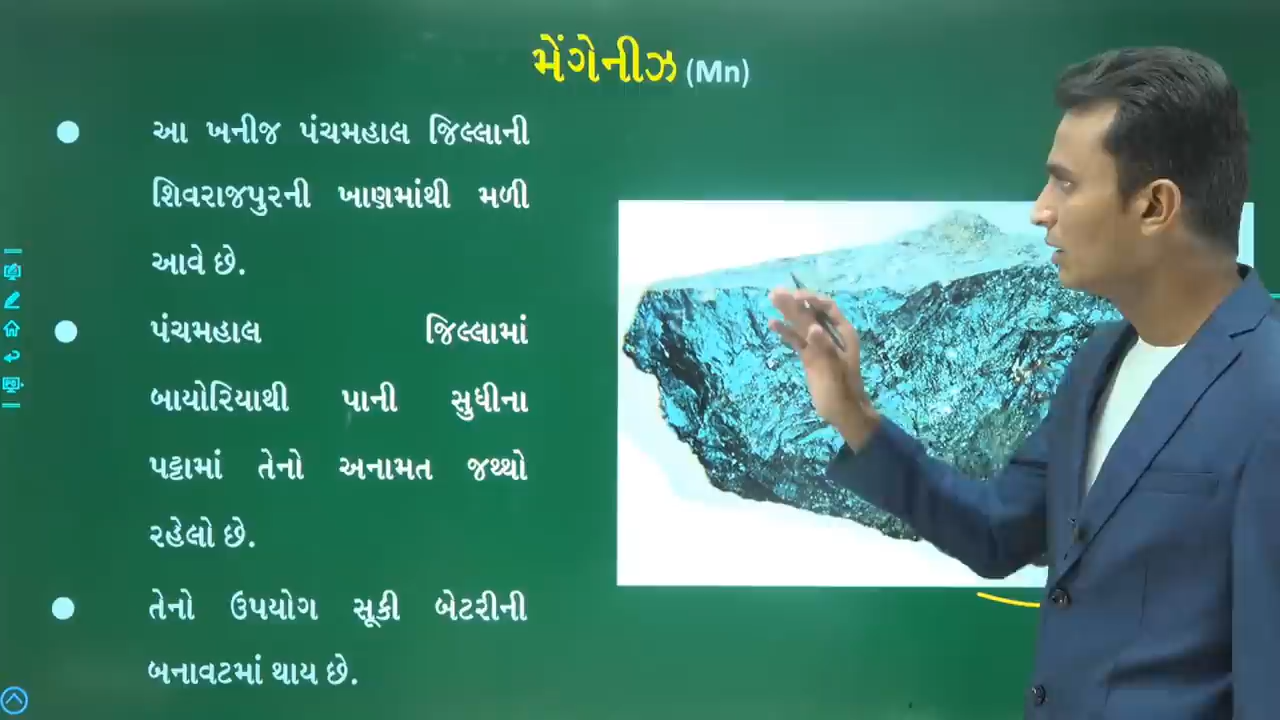 મેંગેનીઝ (Mn)
આ ખનીજ પંચમહાલ જિલ્લાની
શિવરાજપુરની ખાણમાંથી મળી
આવે છે.
પંચમહાલ જિલ્લામાં
બાયોરિયાથી પાની સુધીના
પટ્ટામાં તેનો અનામત જથ્થો
રહેલો છે.
તેનો ઉપયોગ સૂકી બેટરીની
બનાવટમાં થાય છે.